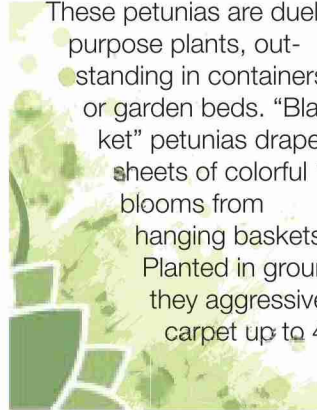 These petunias are duel
purpose plants, out-
standing in containers
or garden beds. “Bla
ket” petunias drape
sheets of colorful
blooms from
hanging baskets
Planted in groun
they aggressive
carpet up to 4